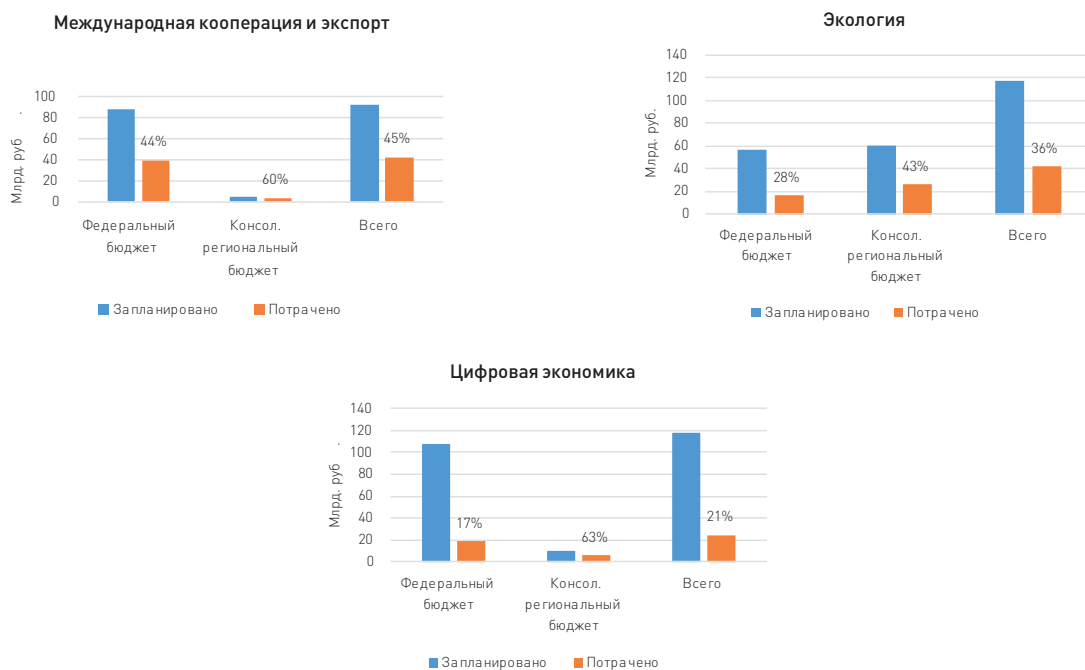 Международная кооперация и экспорт
100
80
60
40
20
0
Млрд. руб .
44%
60%
45%
Федеральный
бюджет
Консол.
региональный
бюджет
Всего
Запланировано
Потрачено
Экология
140
120
100
80
60
40
20
0
Млрд. руб.
28%
43%
36%
Федеральный
бюджет
Консол.
региональный
бюджет
Всего
Запланировано
Потрачено
Цифровая экономика
140
120
100
80
60
40
20
0
Млрд. руб .
17%
63%
21%
Федеральный
бюджет
Консол.
региональный
бюджет
Всего
Запланировано
Потрачено